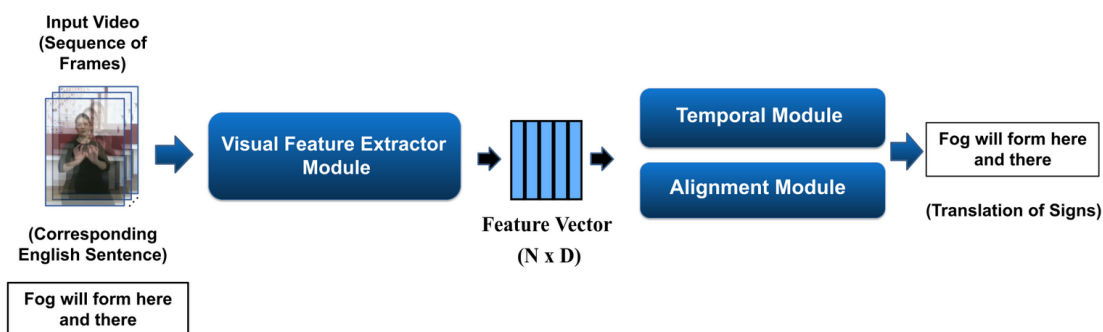 Input Video
(Sequence of
Frames)
(Corresponding
English Sentence)
Fog will form here
and there
Visual Feature Extractor
Module
Feature Vector
(N x D)
Temporal Module
Alignment Module
Fog will form here
and there
(Translation of Signs)